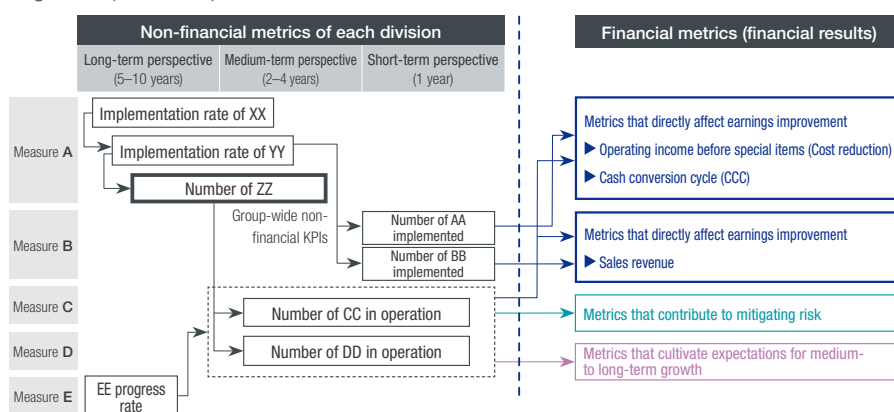 Non-financial metrics of each division
Financial metrics (financial results)
Long-term perspective
(5–10 years)
Medium-term perspective
(2–4 years)
Short-term perspective
(1 year)
Measure A
Implementation rate of XX
Implementation rate of YY
Number of ZZ
Group-wide non-
financial KPIs
Metrics that directly affect earnings improvement
▶ Operating income before special items (Cost reduction)
▶ Cash conversion cycle (CCC)
Measure B
Number of AA
implemented
Number of BB
implemented
Metrics that directly affect earnings improvement
▶ Sales revenue
Measure C
Number of CC in operation
Metrics that contribute to mitigating risk
Measure D
Number of DD in operation
Metrics that cultivate expectations for medium-
to long-term growth
Measure E
EE progress
rate